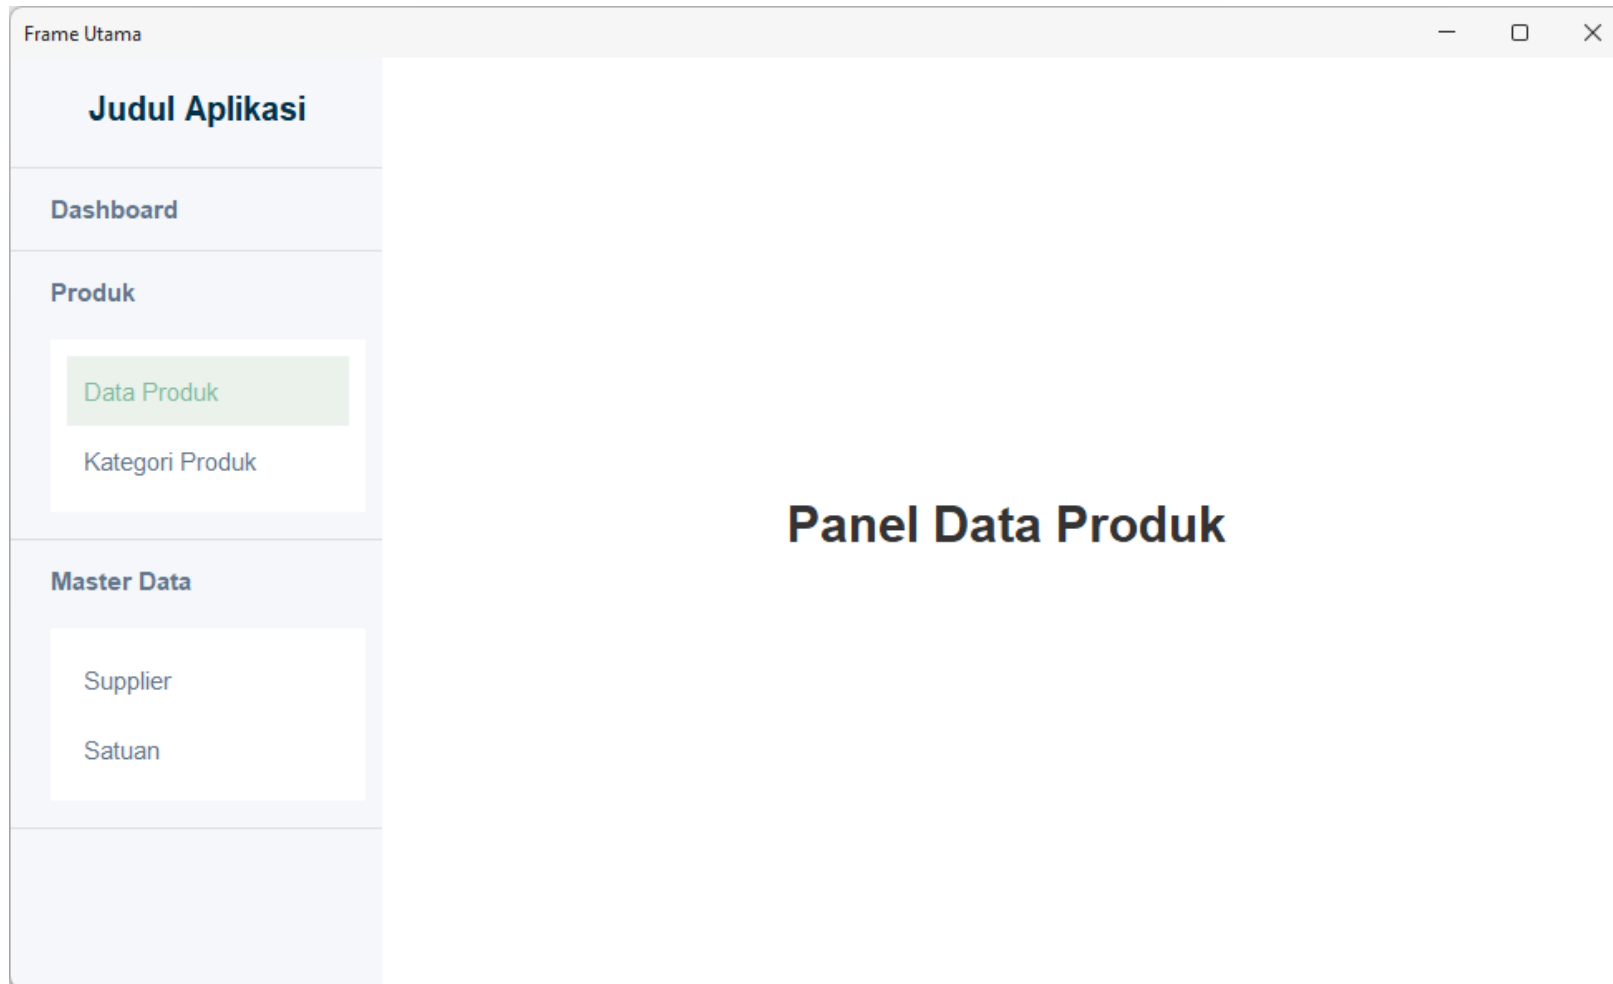 Frame Utama
Judul Aplikasi
Dashboard
Produk
Data Produk
Kategori Produk
Panel Data Produk
Master Data
Supplier
Satuan